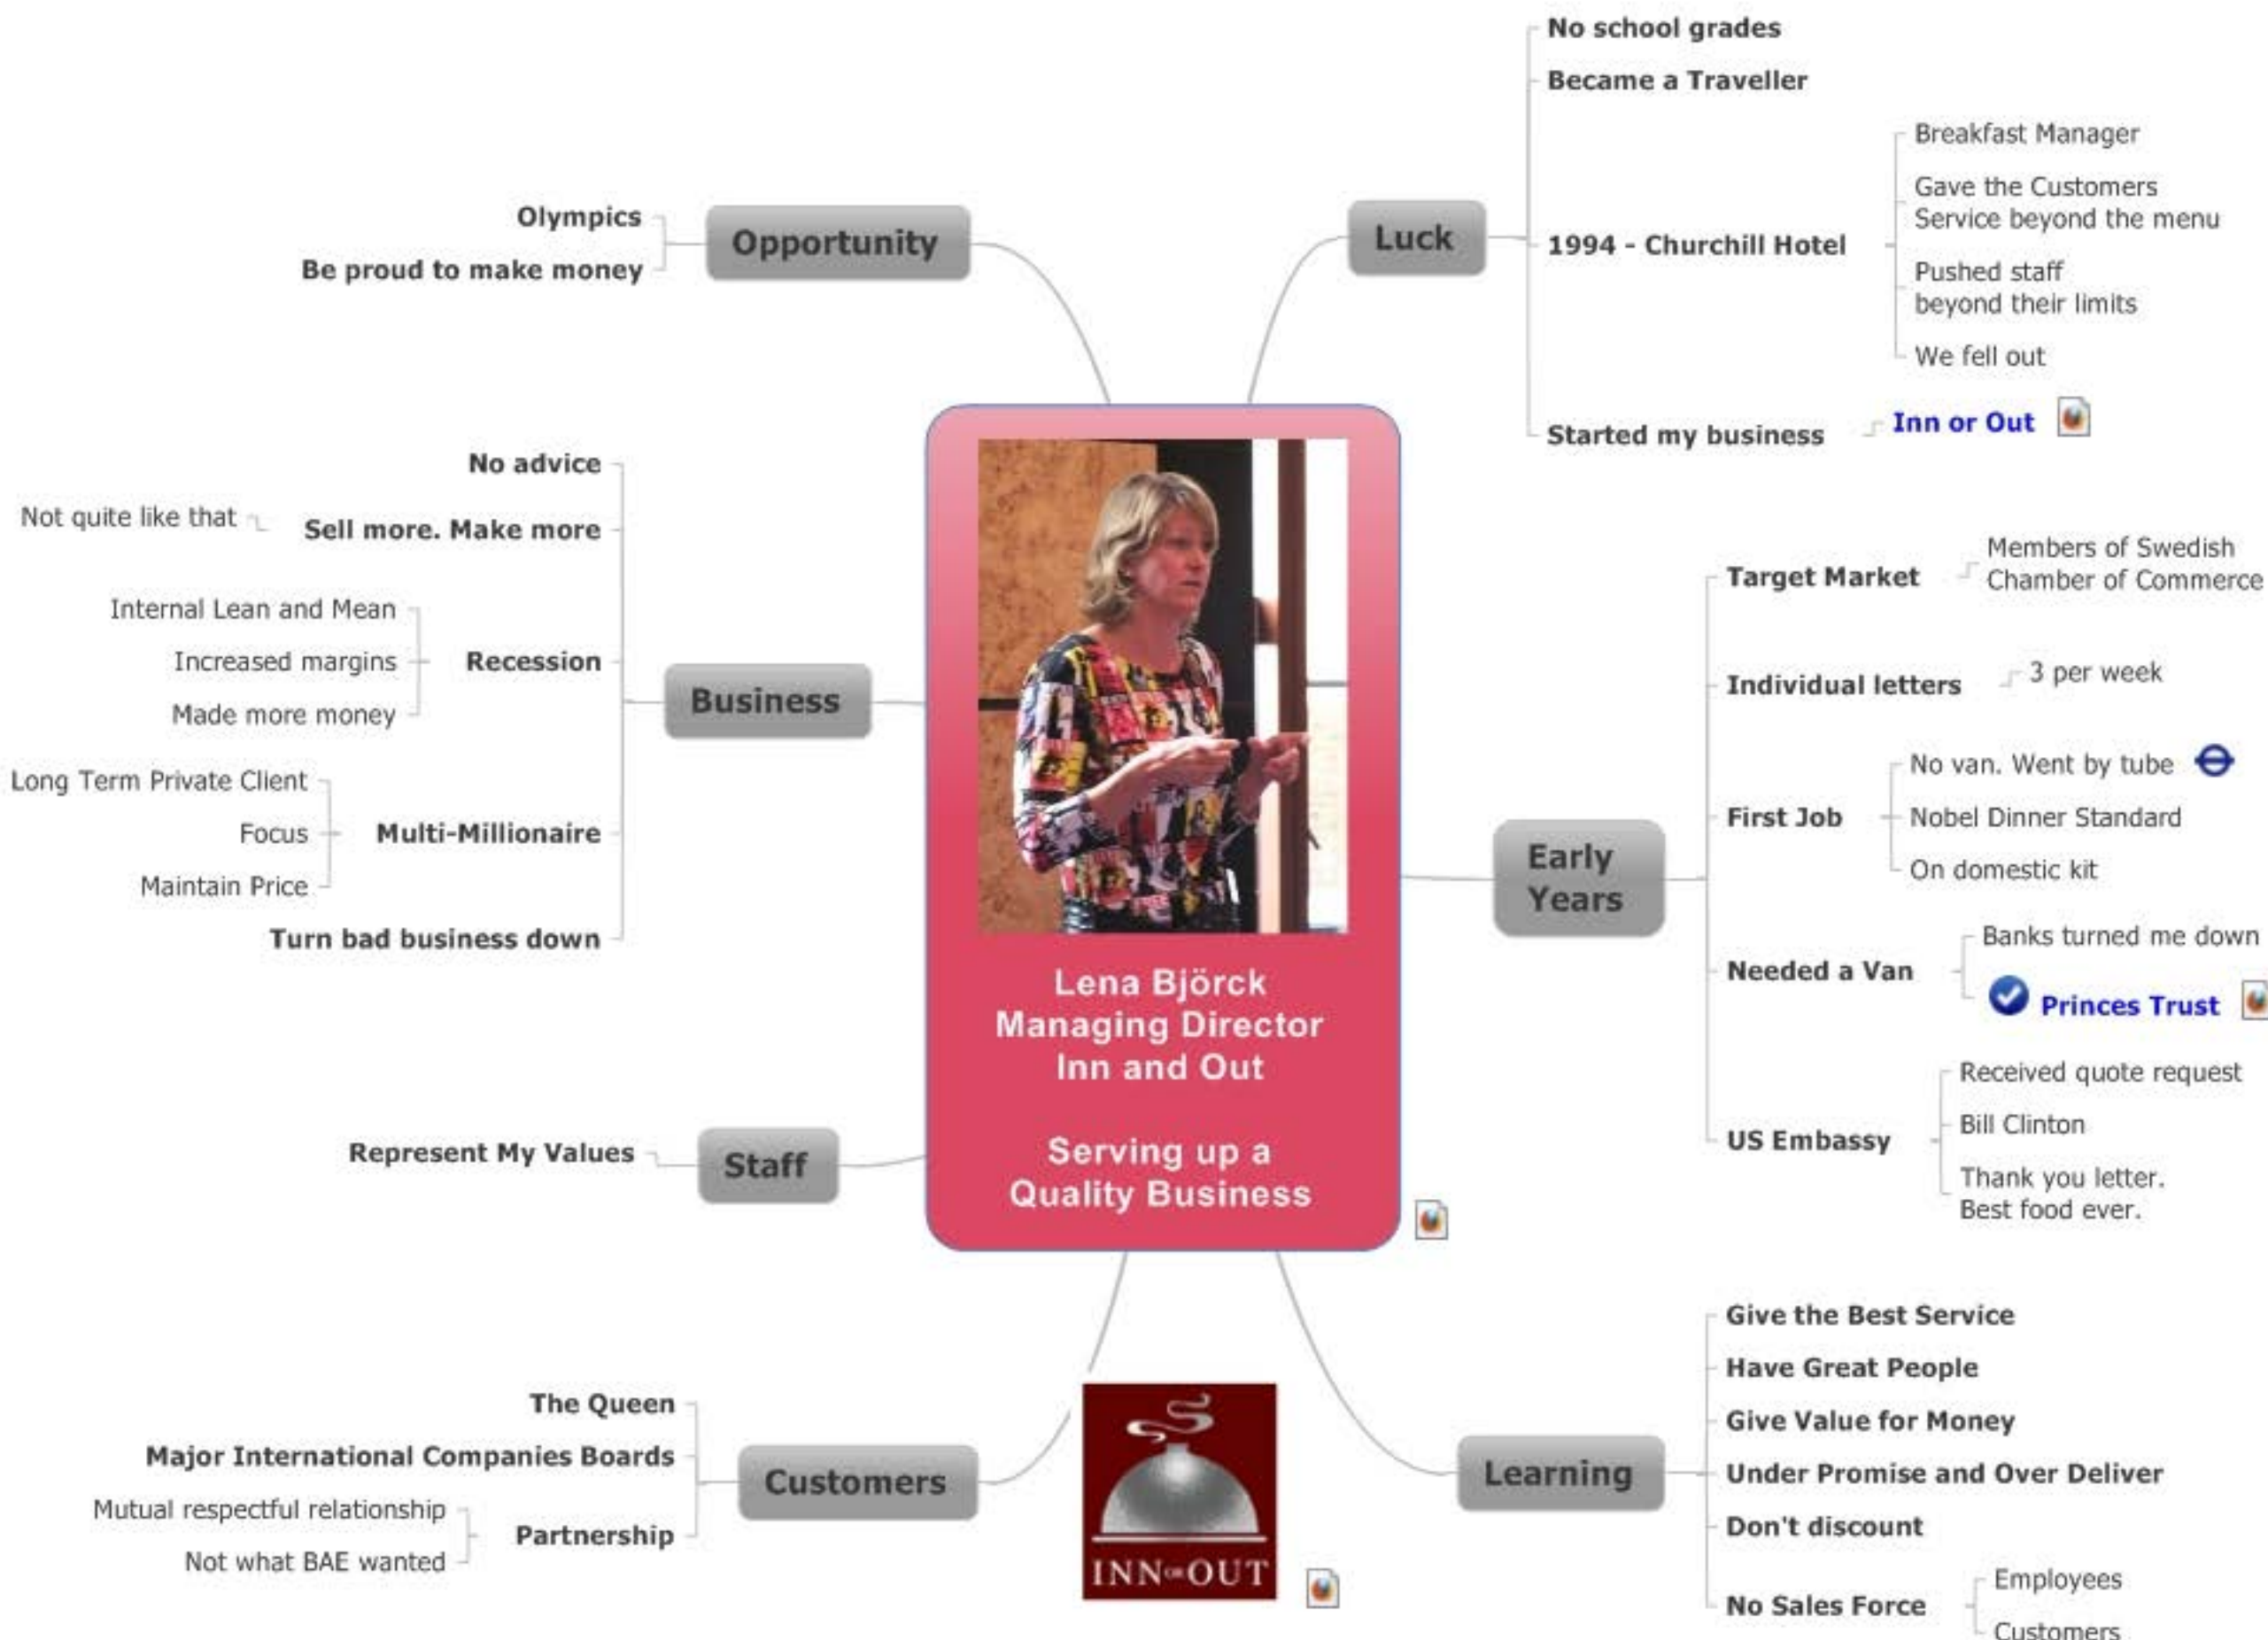 Lena Björck
Managing Director
Inn and Out
Serving up a
Quality Business
Luck
No school grades
Became a Traveller
1994 - Churchill Hotel
Breakfast Manager
Gave the Customers
Service beyond the menu
Pushed staff
beyond their limits
We fell out
Started my business
Inn or Out
Early
Years
Target Market
Members of Swedish
Chamber of Commerce
Individual letters
3 per week
First Job
No van. Went by tube
Nobel Dinner Standard
On domestic kit
Needed a Van
Banks turned me down
Princes Trust
US Embassy
Received quote request
Bill Clinton
Thank you letter.
Best food ever.
Learning
Give the Best Service
Have Great People
Give Value for Money
Under Promise and Over Deliver
Don't discount
No Sales Force
Employees
Customers
INN OR OUT
Customers
The Queen
Major International Companies Boards
Partnership
Mutual respectful relationship
Not what BAE wanted
Staff
Represent My Values
Business
No advice
Sell more. Make more
Not quite like that
Recession
Internal Lean and Mean
Increased margins
Made more money
Multi-Millionaire
Long Term Private Client
Focus
Maintain Price
Turn bad business down
Opportunity
Olympics
Be proud to make money